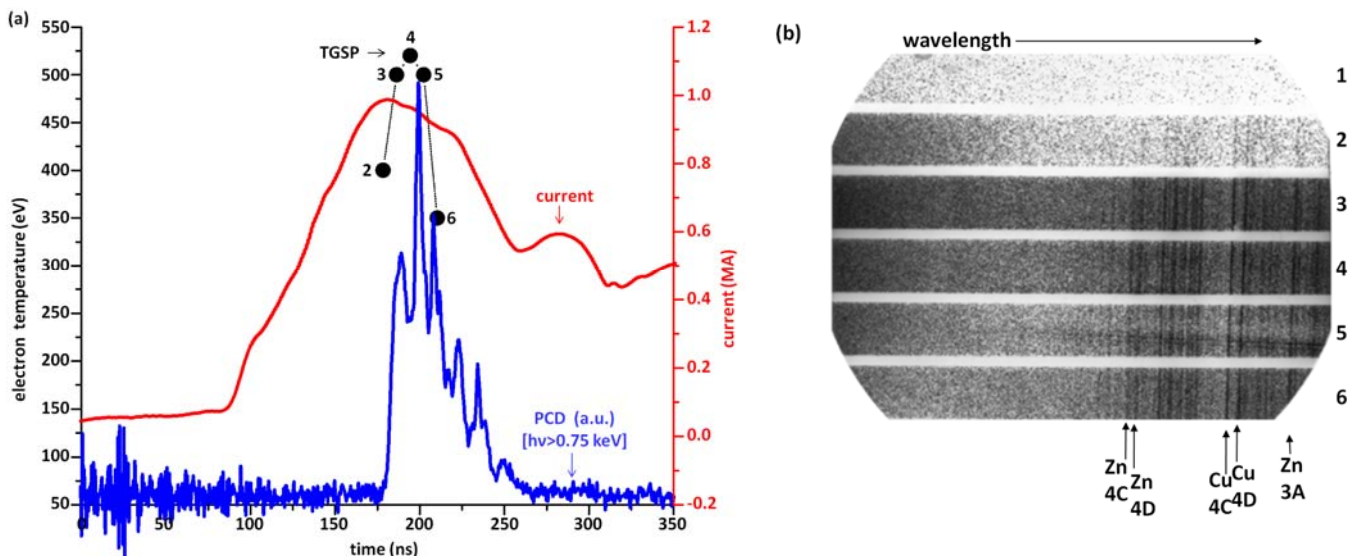 (a)
electron temperature (eV)
550
500
450
400
350
300
250
200
150
100
50
0
50
100
150
200
250
300
350
time (ns)
1.2
1.0
0.8
0.6
0.4
0.2
0.0
-0.2
current (MA)
TGSP
2
3
4
5
6
current
PCD (a.u.)
[hν>0.75 keV]
(b)
wavelength
1
2
3
4
5
6
Zn
4C
Zn
4D
Cu
4C
Cu
4D
Zn
3A